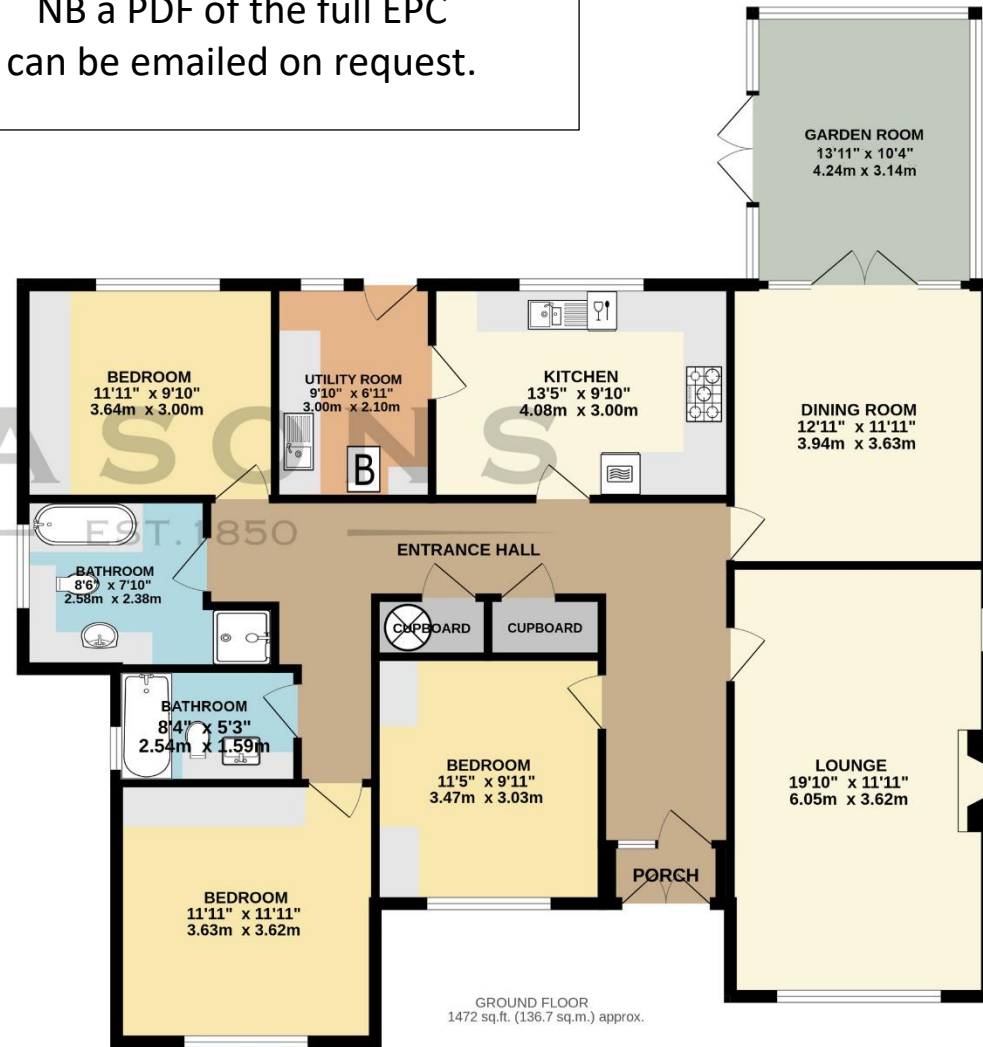 NB a PDF of the full EPC
can be emailed on request.
GARDEN ROOM
13'11" x 10'4"
4.24m x 3.14m
BEDROOM
11'11" x 9'10"
3.64m x 3.00m
UTILITY ROOM
9'10" x 6'11"
3.00m x 2.10m
B
KITCHEN
13'5" x 9'10"
4.08m x 3.00m
DINING ROOM
12'11" x 11'11"
3.94m x 3.63m
ASONS
EST. 1850
ENTRANCE HALL
BATHROOM
8'6" x 7'10"
2.58m x 2.38m
CUPBOARD
CUPBOARD
BATHROOM
8'4" x 5'3"
2.54m x 1.59m
BEDROOM
11'5" x 9'11"
3.47m x 3.03m
LOUNGE
19'10" x 11'11"
6.05m x 3.62m
PORCH
BEDROOM
11'11" x 11'11"
3.63m x 3.62m
GROUND FLOOR
1472 sq.ft. (136.7 sq.m.) approx.